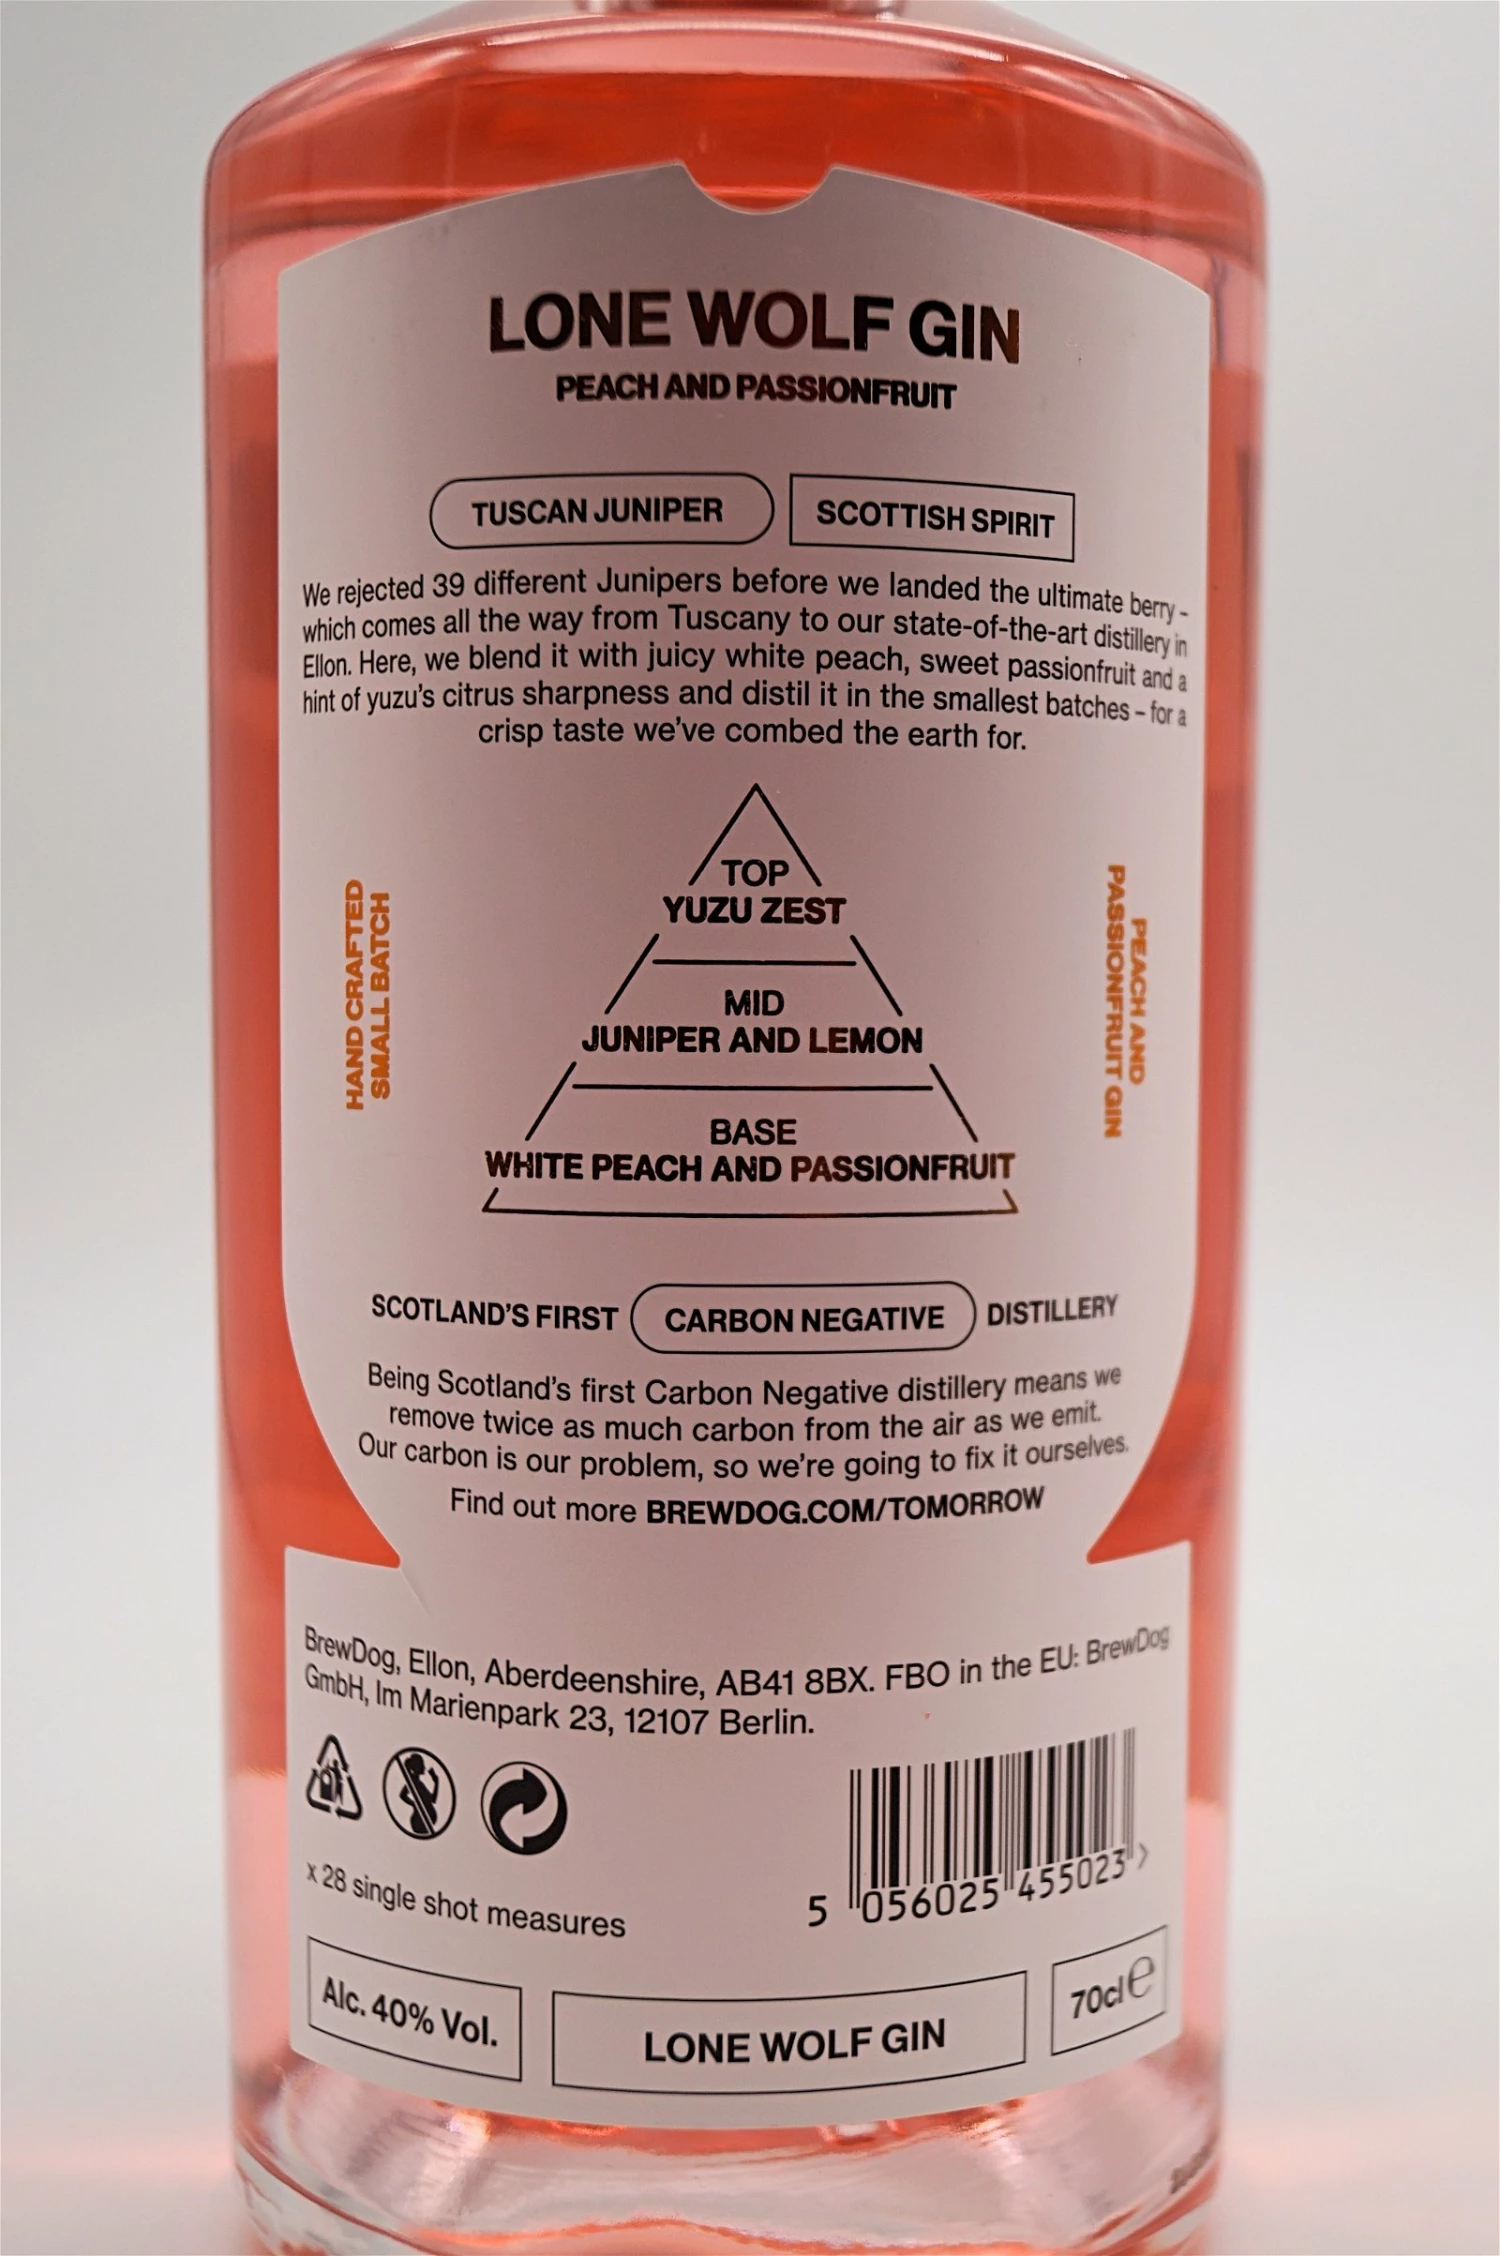 LONE WOLF GIN
PEACH AND PASSIONFRUIT
TUSCAN JUNIPER
SCOTTISH SPIRIT
We rejected 39 different Junipers before we landed the ultimate berry –
which comes all the way from Tuscany to our state-of-the-art distillery in
Ellon. Here, we blend it with juicy white peach, sweet passionfruit and a
hint of yuzu's citrus sharpness and distil it in the smallest batches – for a
crisp taste we've combed the earth for.
TOP
YUZU ZEST
MID
JUNIPER AND LEMON
BASE
WHITE PEACH AND PASSIONFRUIT
HAND CRAFTED
SMALL BATCH
PEACH AND
PASSIONFRUIT GIN
SCOTLAND'S FIRST CARBON NEGATIVE DISTILLERY
Being Scotland's first Carbon Negative distillery means we
remove twice as much carbon from the air as we emit.
Our carbon is our problem, so we're going to fix it ourselves.
Find out more BREWDOG.COM/TOMORROW
BrewDog, Ellon, Aberdeenshire, AB41 8BX. FBO in the EU: BrewDog
GmbH, Im Marienpark 23, 12107 Berlin.
x 28 single shot measures
5 056025 455023 >
Alc. 40% Vol.
LONE WOLF GIN
70cl e